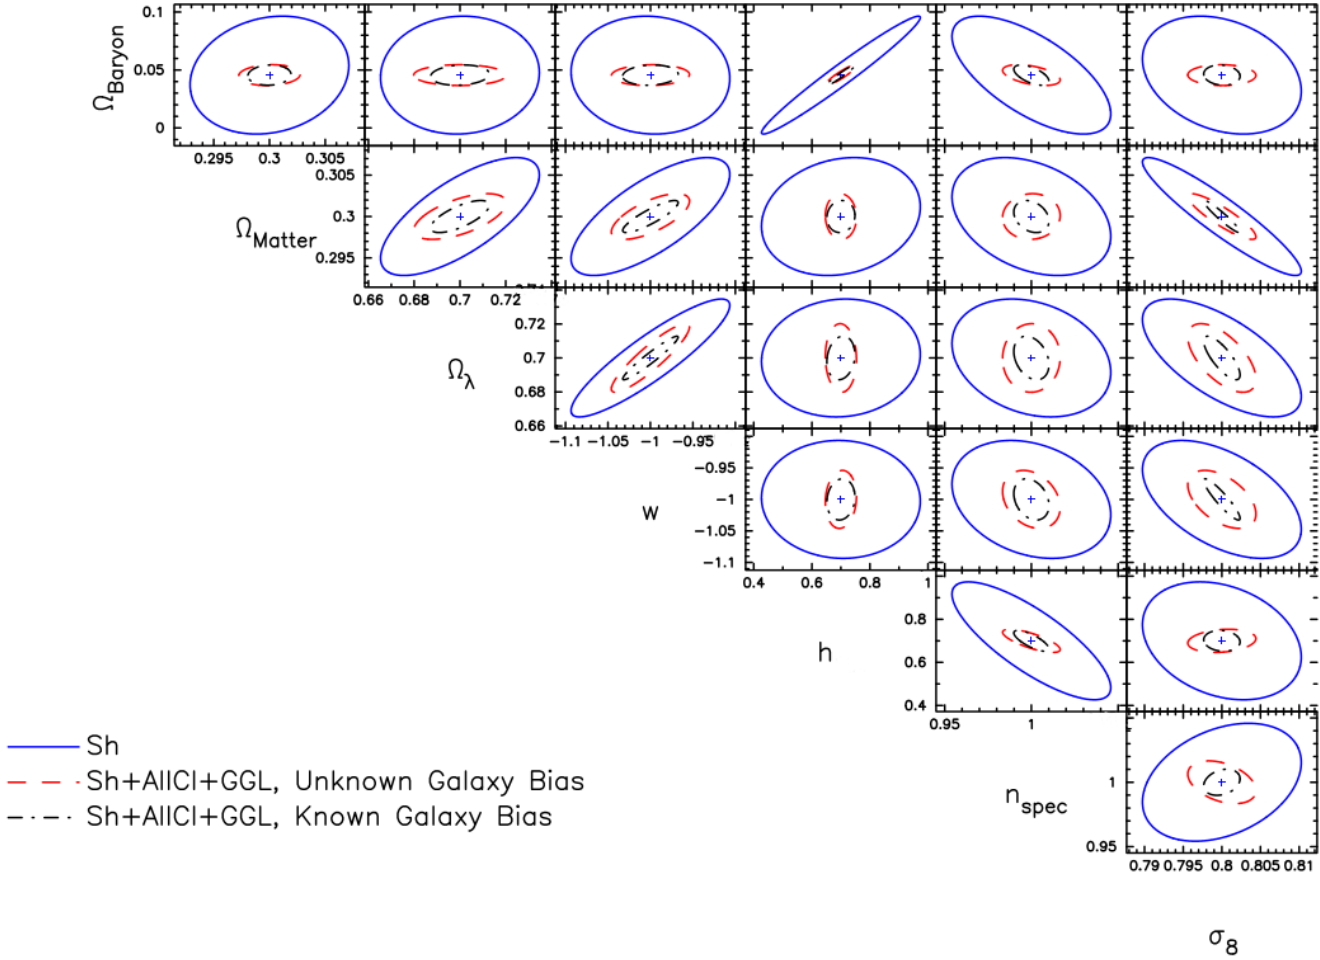 0.1
0.05
0
Ω_Baryon
0.295 0.3 0.305
0.305
0.3
0.295
Ω_Matter
0.66 0.68 0.7 0.72
0.72
0.7
0.68
0.66
Ω_λ
−1.1 −1.05 −1 −0.95
−0.95
−1
−1.05
−1.1
w
0.4 0.6 0.8 1
0.8
0.6
0.4
h
0.95 1
1
0.95
n_spec
0.79 0.795 0.8 0.805 0.81
σ_8
Sh
Sh+AllCl+GGL, Unknown Galaxy Bias
Sh+AllCl+GGL, Known Galaxy Bias